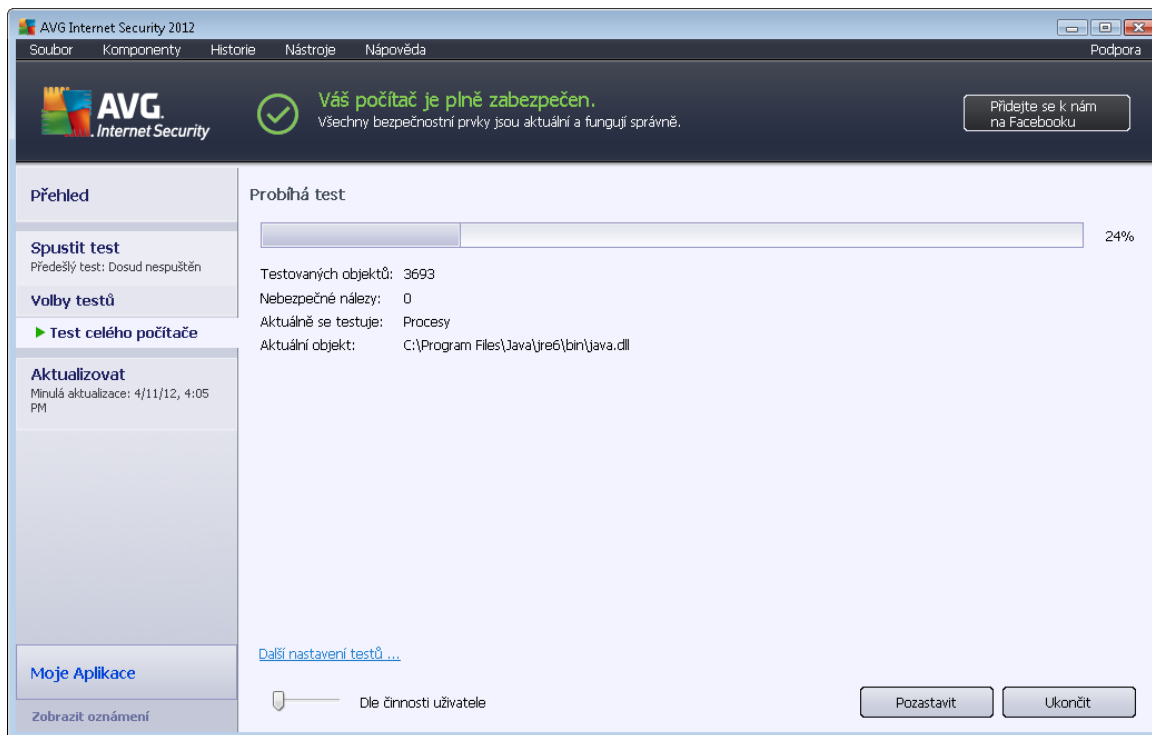 AVG Internet Security 2012
Soubor Komponenty Historie Nástroje Nápověda Podpora
AVG.
Internet Security
Váš počítač je plně zabezpečen.
Všechny bezpečnostní prvky jsou aktuální a fungují správně.
Přidejte se k nám
na Facebooku
Přehled
Spustit test
Předešlý test: Dosud nespuštěn
Volby testů
Test celého počítače
Aktualizovat
Minulá aktualizace: 4/11/12, 4:05
PM
Moje Aplikace
Zobrazit oznámení
Probíhá test
24%
Testovaných objektů: 3693
Nebezpečné nálezy: 0
Aktuálně se testuje: Procesy
Aktuální objekt: C:\Program Files\Java\jre6\bin\java.dll
Další nastavení testů ...
Dle činnosti uživatele
Pozastavit
Ukončit